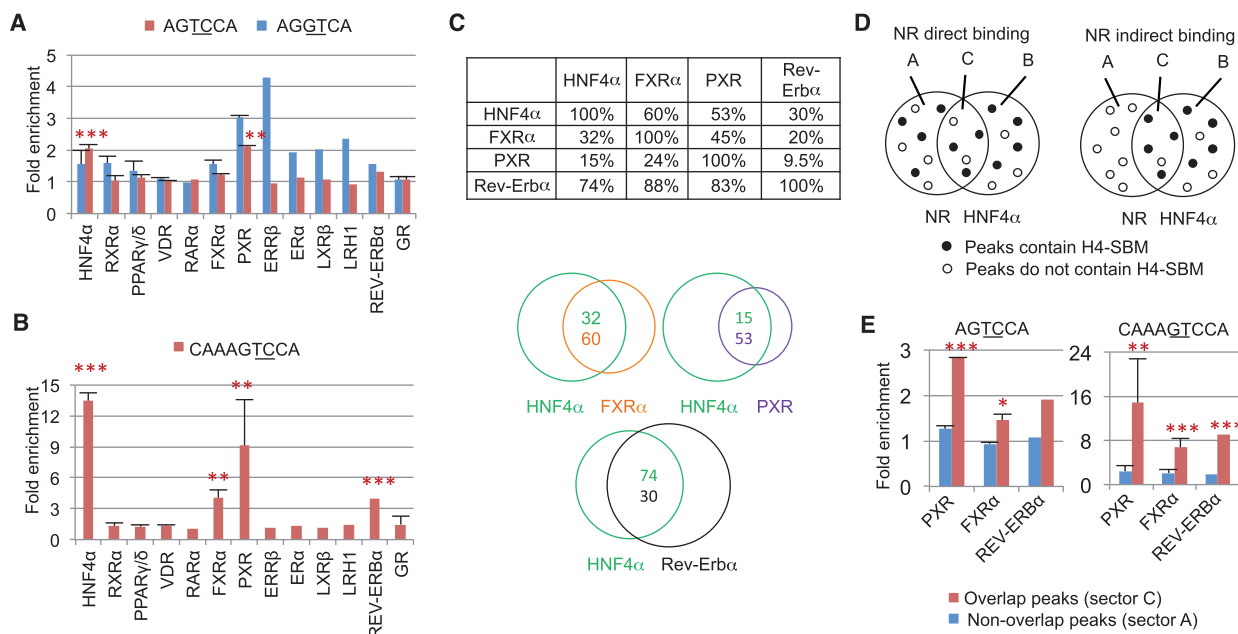 A
AGTCCA AGGTCA
Fold enrichment
5
4
3
2
1
0
*** **
HNF4α
RXRα
PPARγ/δ
VDR
RARα
FXRα
PXR
ERRβ
ERα
LXRβ
LRH1
REV-ERBα
GR
B
CAAAGTCCA
Fold enrichment
15
12
9
6
3
0
*** ** ** ***
HNF4α
RXRα
PPARγ/δ
VDR
RARα
FXRα
PXR
ERRβ
ERα
LXRβ
LRH1
REV-ERBα
GR
C
HNF4α FXRα PXR Rev-
Erbα
HNF4α 100% 60% 53% 30%
FXRα 32% 100% 45% 20%
PXR 15% 24% 100% 9.5%
Rev-Erbα 74% 88% 83% 100%
32
60
HNF4α FXRα
15
53
HNF4α PXR
74
30
HNF4α Rev-Erbα
D
NR direct binding
A C B
NR HNF4α
NR indirect binding
A C B
NR HNF4α
Peaks contain H4-SBM
Peaks do not contain H4-SBM
E
AGTCCA
Fold enrichment
3
2
1
0
*** *
PXR
FXRα
REV-ERBα
CAAAGTCCA
24
16
8
0
** *** ***
PXR
FXRα
REV-ERBα
Overlap peaks (sector C)
Non-overlap peaks (sector A)